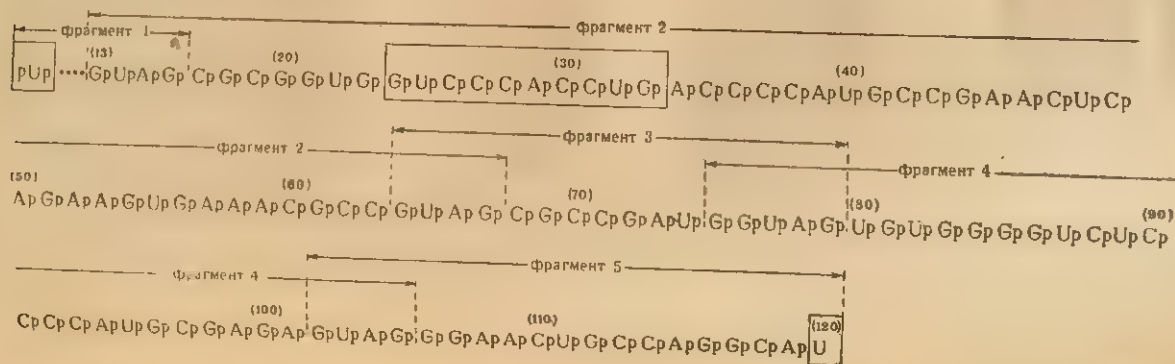 фрагмент 1 фрагмент 2
(13) (20) (30) (40)
pUp ····GpUpApGp CpGpCpGpGpUpGp GpUpCpCpCpApCpCpUpGp ApCpCpCpCpApUpGpCpCpGpApApCpUpCp
фрагмент 2 фрагмент 3 фрагмент 4
(50) (60) (70) (80) (90)
ApGpApApGpUpGpApApApCpGpCpCp GpUpApGp CpGpCpCpGpApUp GpGpUpApGp UpGpUpGpGpGpGpUpCpUpCp
фрагмент 4 фрагмент 5
(100) (110) (120)
CpCpCpApUpGpCpGpApGpAp GpUpApGp GpGpApApCpUpGpCpCpApGpGpCpAp U